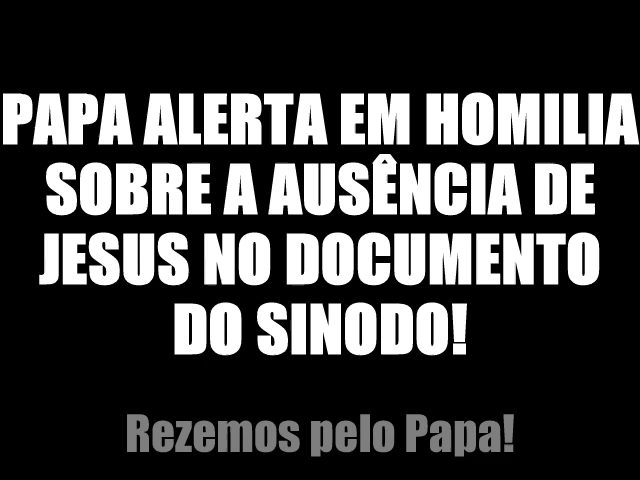 PAPA ALERTA EM HOMILIA
SOBRE A AUSÊNCIA DE
JESUS NO DOCUMENTO
DO SINODO!
Rezemos pelo Papa!